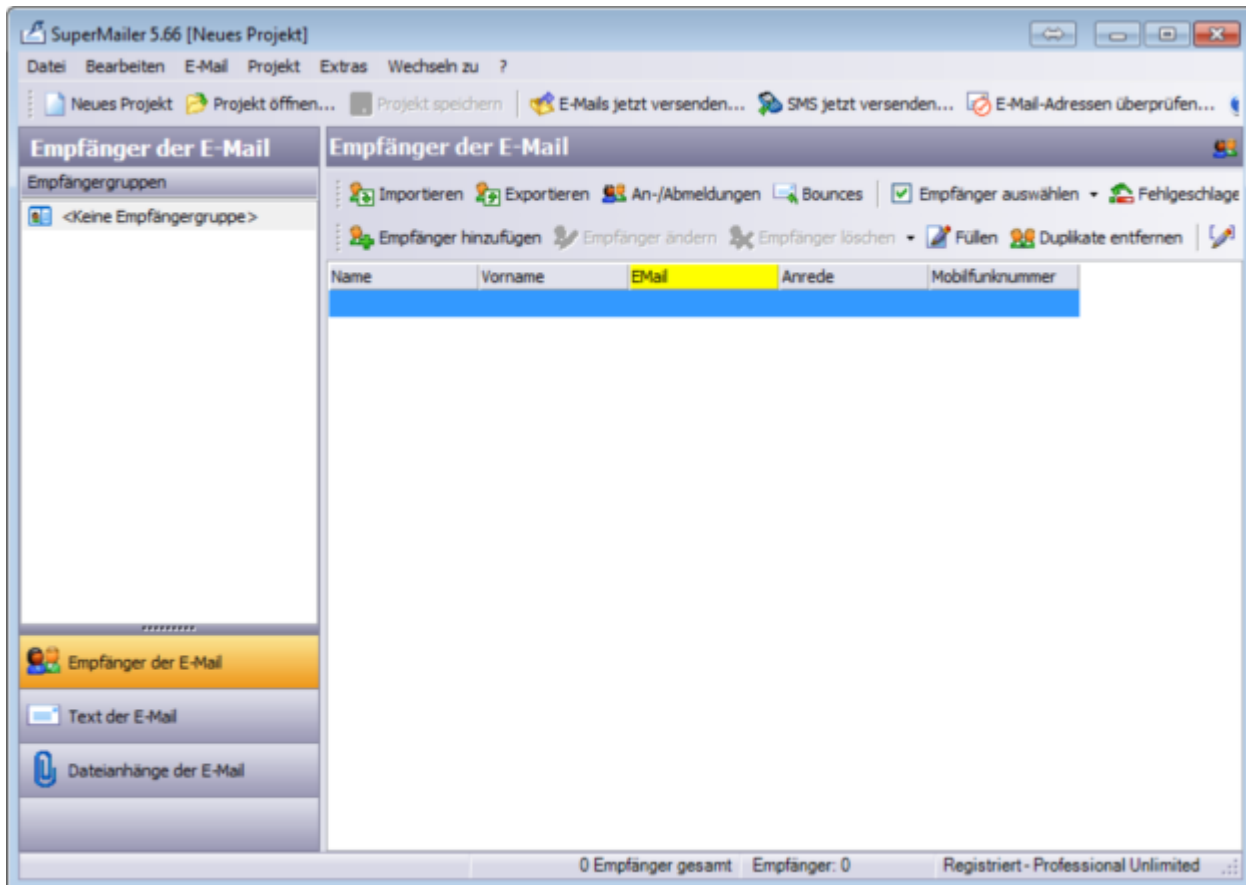 SuperMailer 5.66 [Neues Projekt]
Datei Bearbeiten E-Mail Projekt Extras Wechseln zu ?
Neues Projekt Projekt öffnen... Projekt speichern E-Mails jetzt versenden... SMS jetzt versenden... E-Mail-Adressen überprüfen...
Empfänger der E-Mail
Empfängergruppen
<Keine Empfängergruppe>
Empfänger der E-Mail
Importieren Exportieren An-/Abmeldungen Bounces Empfänger auswählen Fehlgeschlage
Empfänger hinzufügen Empfänger ändern Empfänger löschen Füllen Duplikate entfernen
Name Vorname EMail Anrede Mobilfunknummer
Empfänger der E-Mail
Text der E-Mail
Dateianhänge der E-Mail
0 Empfänger gesamt Empfänger: 0 Registriert - Professional Unlimited